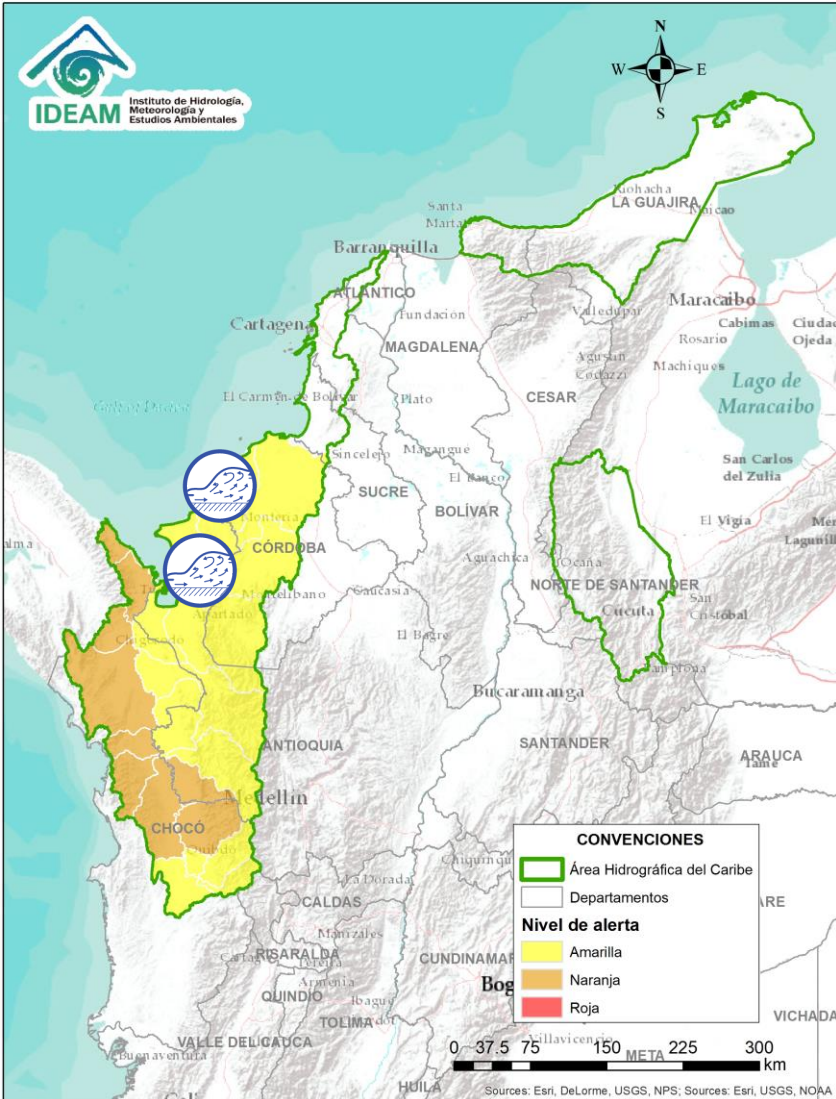 IDEAM
Instituto de Hidrología,
Meteorología y
Estudios Ambientales
N
W
E
S
Riohacha
LA GUAJIRA
Maicao
Santa
Marta
Barranquilla
ATLÁNTICO
Maracaibo
Cabimas
Ciudad
Ojeda
Fundación
Valledupar
Cartagena
Rosario
MAGDALENA
Machiques
Agustín
Codazzi
Lago de
Maracaibo
El Carmen de Bolívar
Plato
CESAR
Sincelejo
Magangué
San Carlos
del Zulia
El Banco
SUCRE
BOLÍVAR
El Vigía
Montería
CÓRDOBA
Aguachica
Ocaña
NORTE DE SANTANDER
Montelíbano
Caucasia
Cúcuta
San
Cristóbal
Apartadó
El Bagre
Chigorodó
Pamplona
Bucaramanga
ANTIOQUIA
SANTANDER
ARAUCA
Tame
Medellín
CHOCÓ
Quibdó
La Dorada
CALDAS
Manizales
RISARALDA
Pereira
Armenia
QUINDÍO
Ibagué
TOLIMA
VALLE DEL CAUCA
Buenaventura
Villavicencio
META
VICHADA
HUILA
CONVENCIONES
Área Hidrográfica del Caribe
Departamentos
Nivel de alerta
Amarilla
Naranja
Roja
0 37.5 75 150 225 300
km
Sources: Esri, DeLorme, USGS, NPS; Sources: Esri, USGS, NOAA